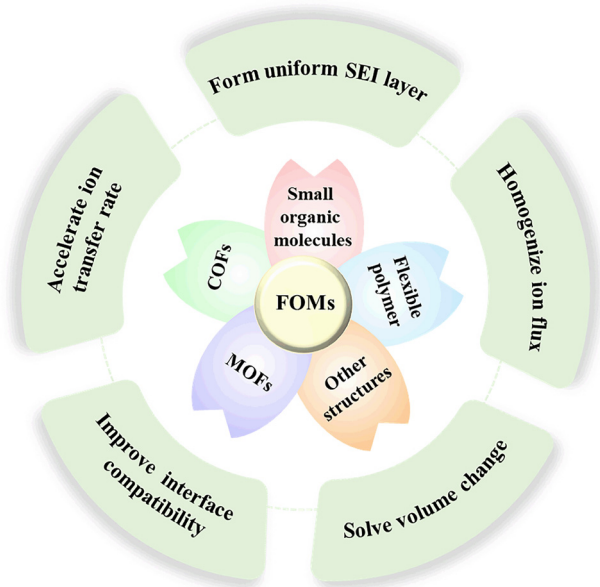 Form uniform SEI layer
Homogenize ion flux
Solve volume change
Improve interface
compatibility
Accelerate ion
transfer rate
Small
organic
molecules
Flexible
polymer
Other
structures
MOFs
COFs
FOMs